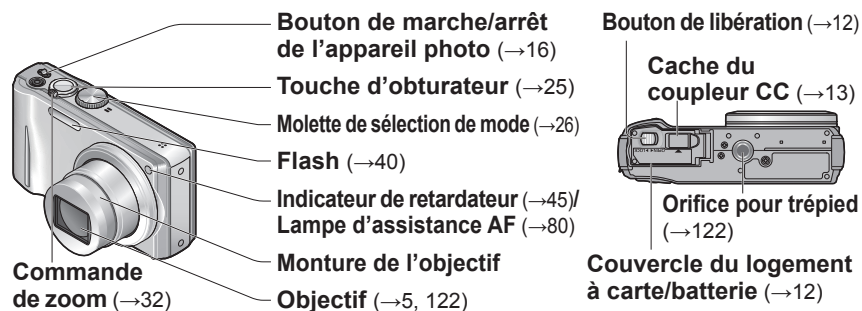 Bouton de marche/arrêt
de l'appareil photo (→16)
Touche d'obturateur (→25)
Molette de sélection de mode (→26)
Flash (→40)
Indicateur de retardateur (→45)/
Lampe d'assistance AF (→80)
Monture de l'objectif
Objectif (→5, 122)
Commande
de zoom (→32)
Bouton de libération (→12)
Cache du
coupleur CC (→13)
Orifice pour trépied
(→122)
Couvercle du logement
à carte/batterie (→12)